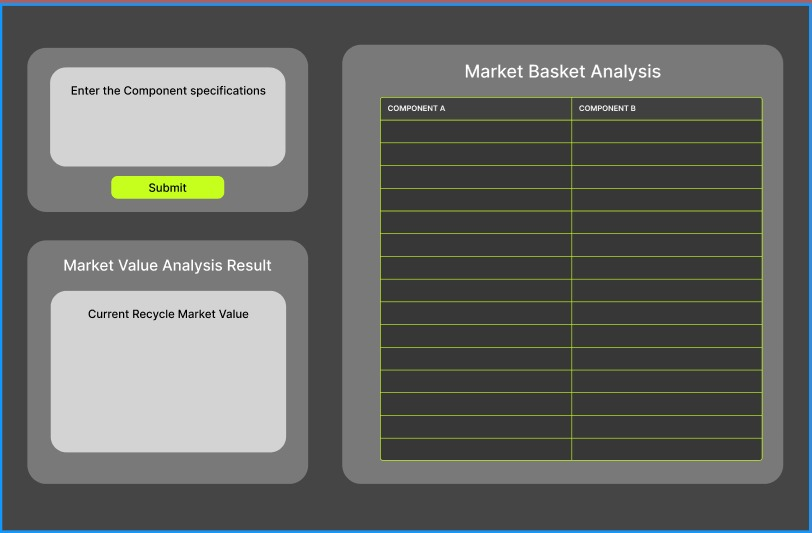 Enter the Component specifications
Submit
Market Value Analysis Result
Current Recycle Market Value
Market Basket Analysis
COMPONENT A
COMPONENT B